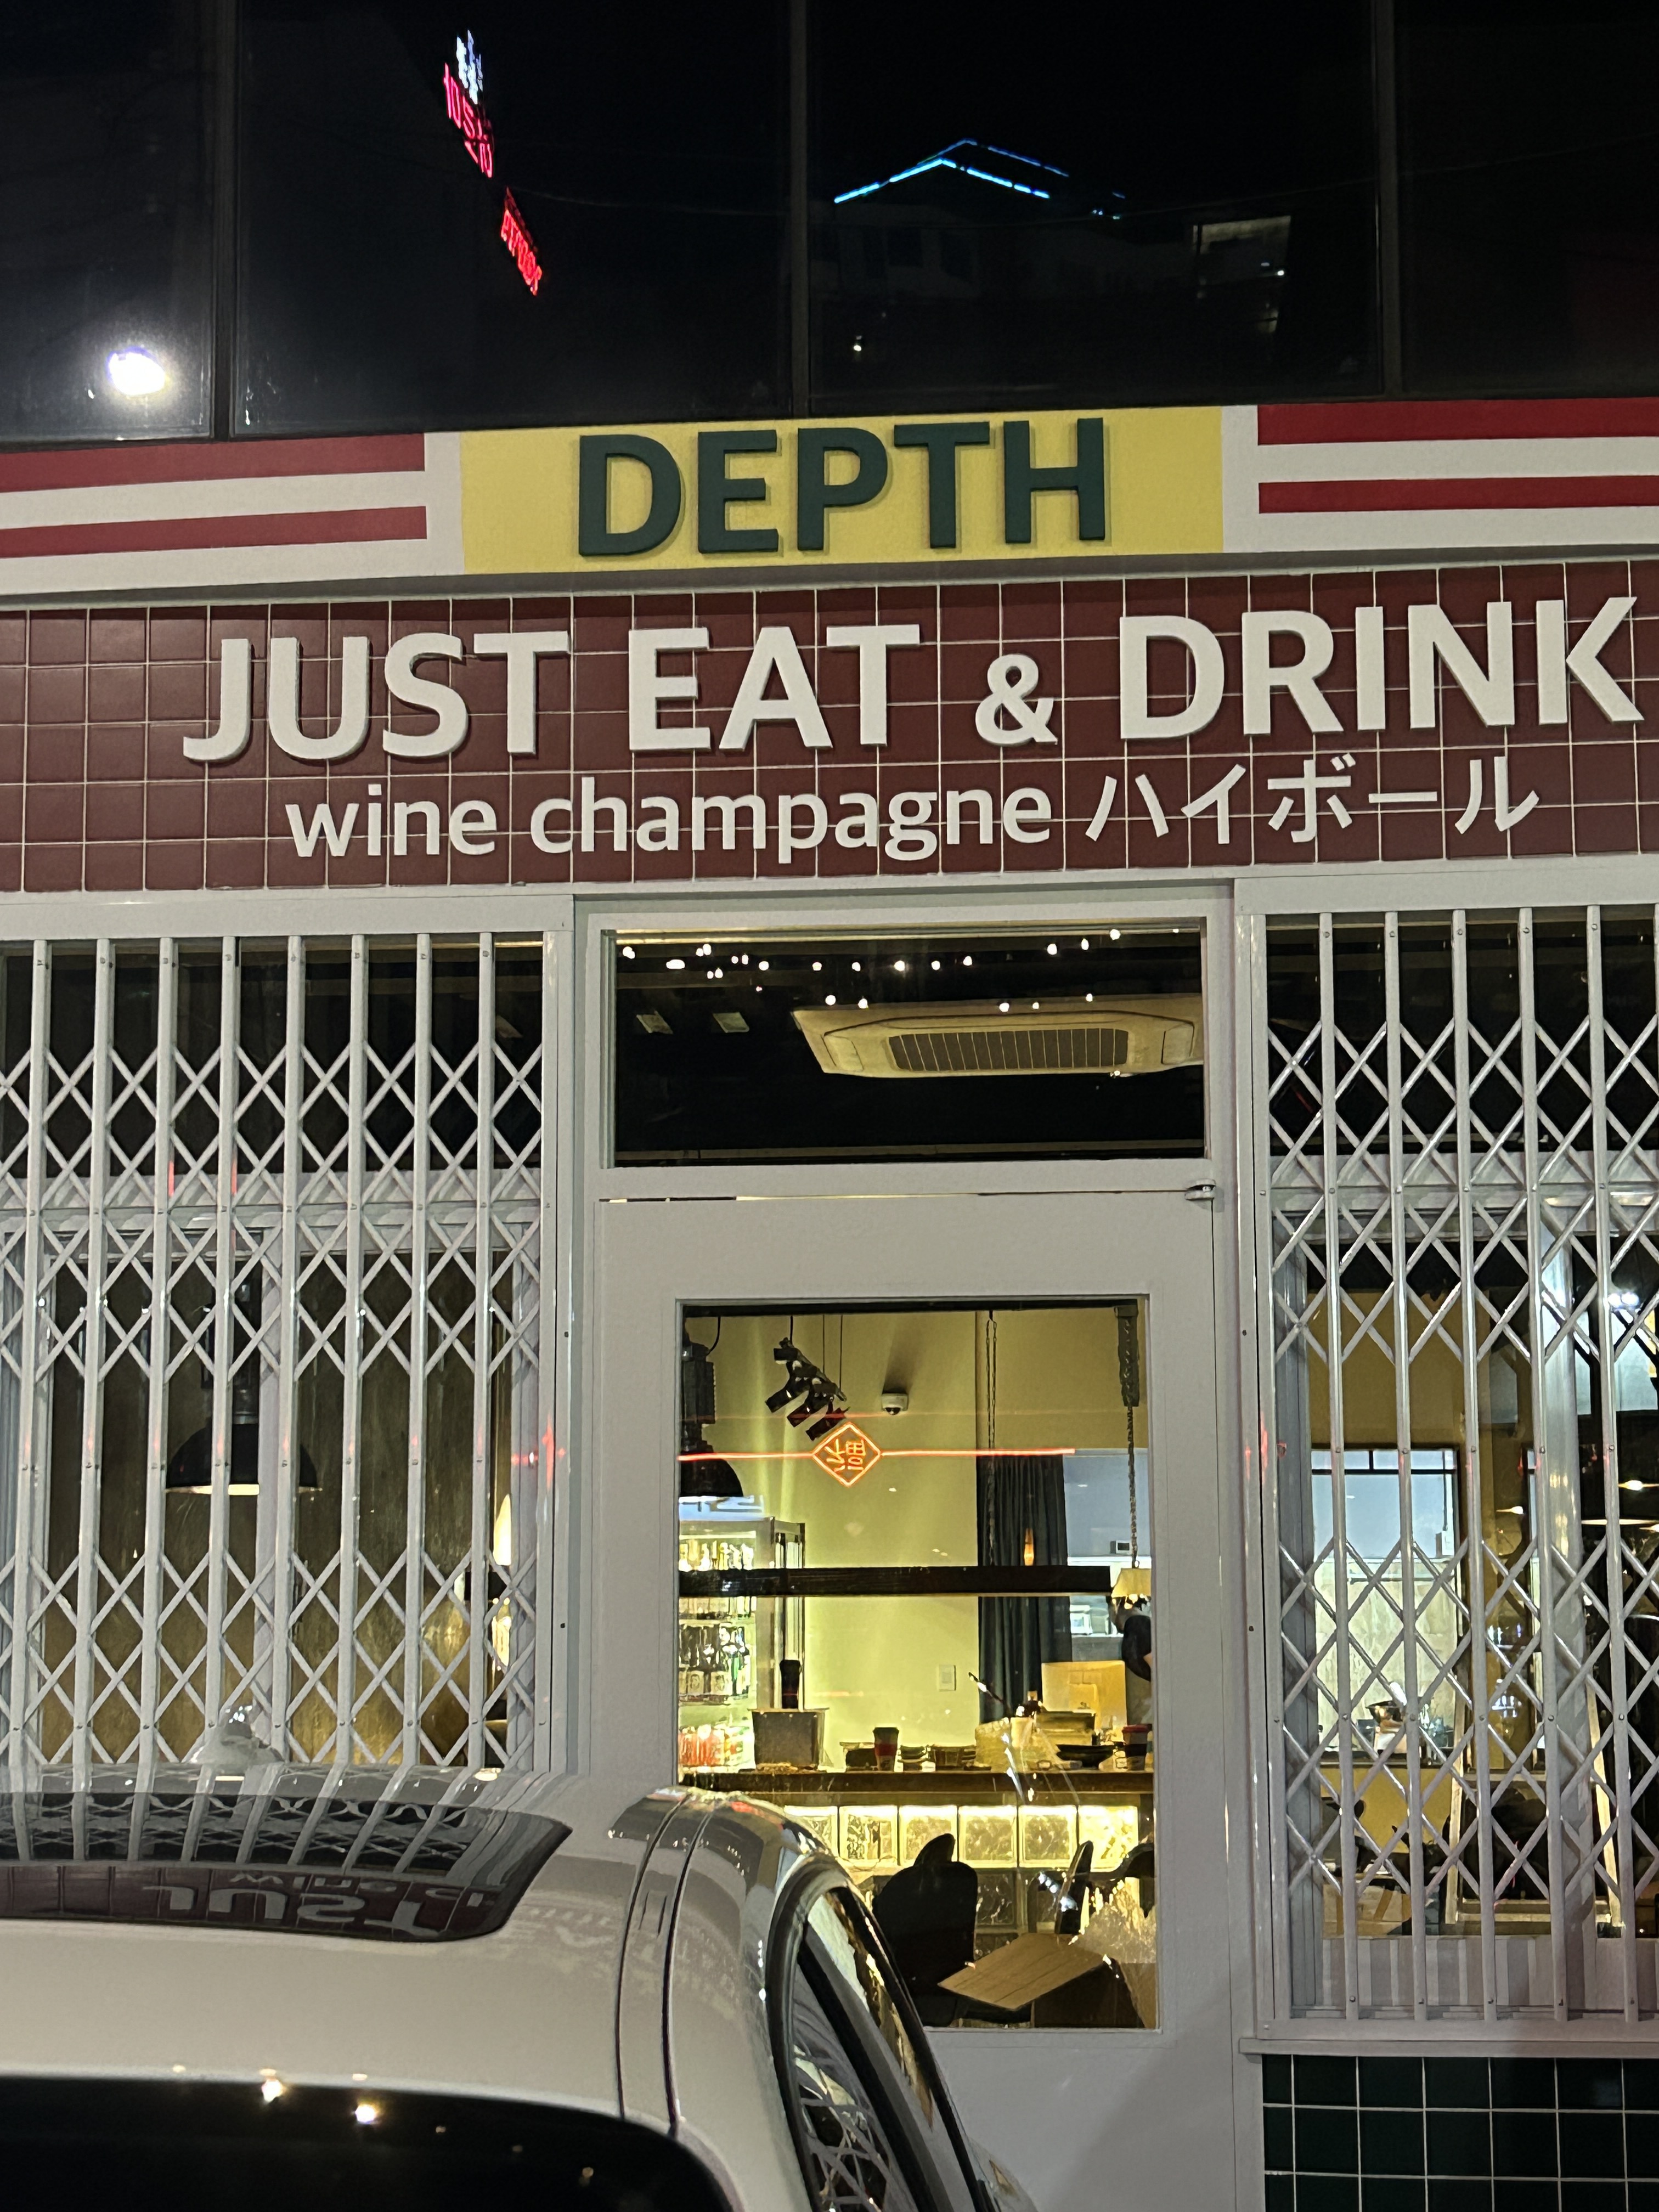 DEPTH
JUST EAT & DRINK
wine champagne ハイボール